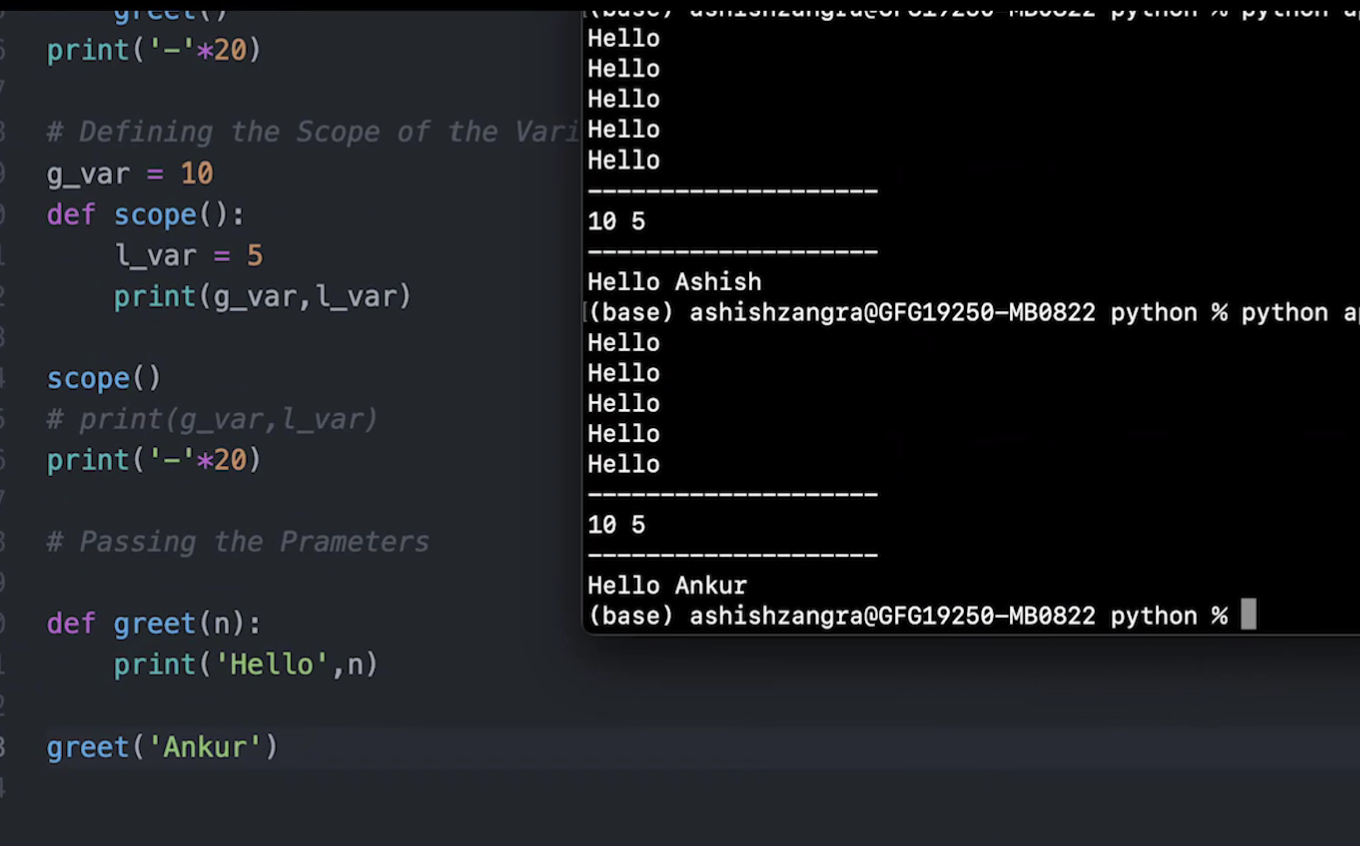 greet()
print('-'*20)
# Defining the Scope of the Vari
g_var = 10
def scope():
    l_var = 5
    print(g_var,l_var)
scope()
# print(g_var,l_var)
print('-'*20)
# Passing the Prameters
def greet(n):
    print('Hello',n)
greet('Ankur')
(base) ashishzangra@GFG19250-MB0822 python % python ap
Hello
Hello
Hello
Hello
Hello
--------------------
10 5
--------------------
Hello Ashish
(base) ashishzangra@GFG19250-MB0822 python % python ap
Hello
Hello
Hello
Hello
Hello
--------------------
10 5
--------------------
Hello Ankur
(base) ashishzangra@GFG19250-MB0822 python %